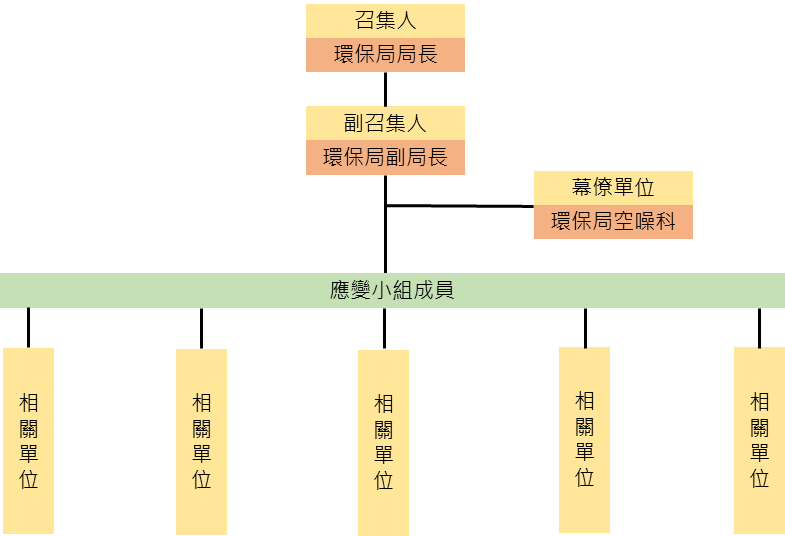 召集人
環保局局長
副召集人
環保局副局長
幕僚單位
環保局空噪科
應變小組成員
相關單位
相關單位
相關單位
相關單位
相關單位